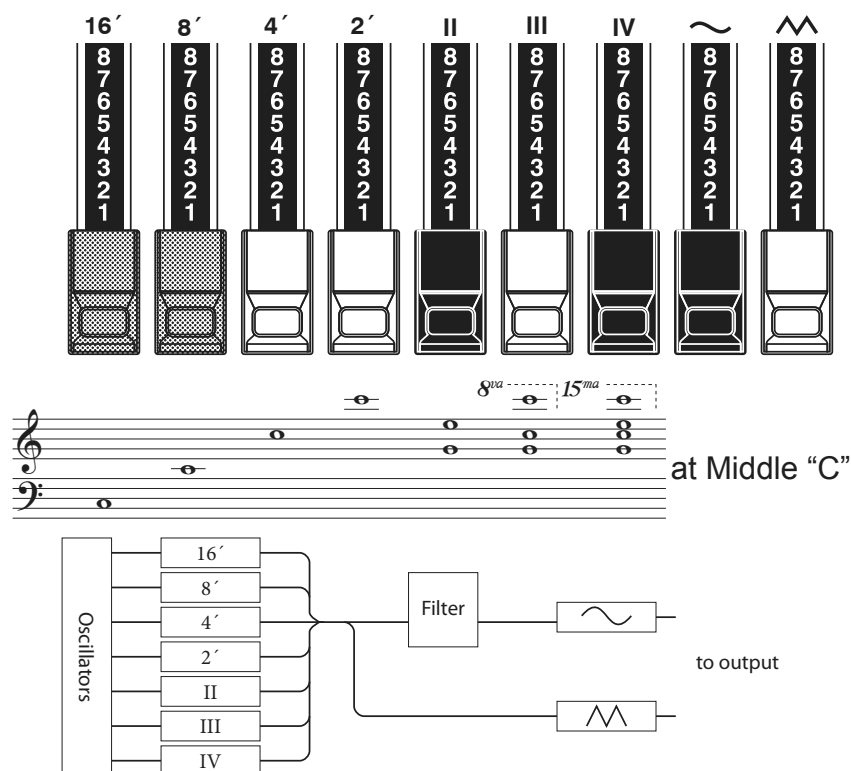 16´ 8´ 4´ 2´ II III IV
8 8 8 8 8 8 8 8 8
7 7 7 7 7 7 7 7 7
6 6 6 6 6 6 6 6 6
5 5 5 5 5 5 5 5 5
4 4 4 4 4 4 4 4 4
3 3 3 3 3 3 3 3 3
2 2 2 2 2 2 2 2 2
1 1 1 1 1 1 1 1 1
8va 15ma
at Middle “C”
Oscillators
16´
8´
4´
2´
II
III
IV
Filter
to output